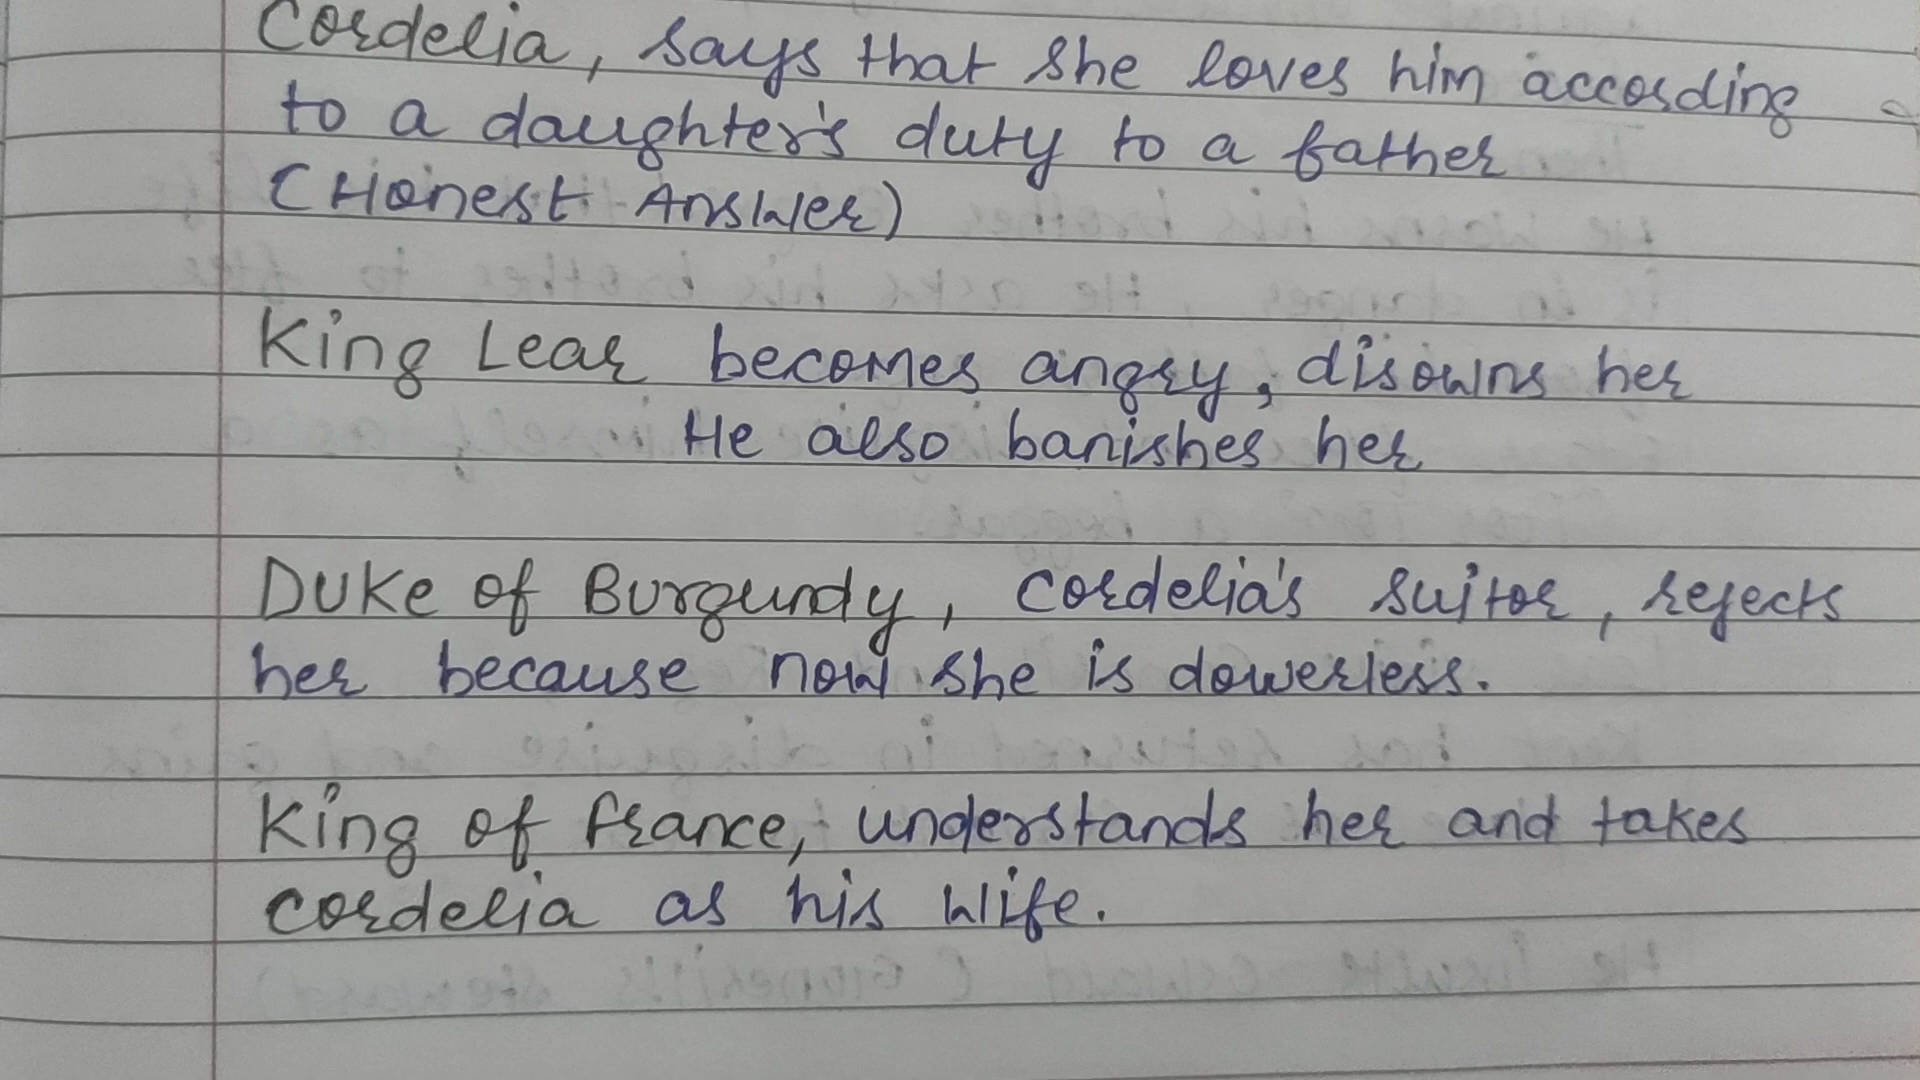 Cordelia, says that she loves him according
to a daughter's duty to a father
(Honest Answer)
King Lear becomes angry, disowns her
He also banishes her
Duke of Burgundy, Cordelia's suitor, rejects
her because now she is dowerless.
King of France, understands her and takes
Cordelia as his wife.